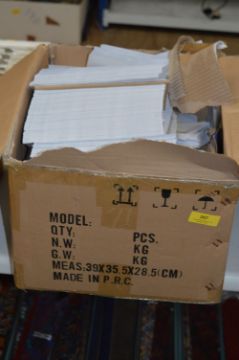 MODEL:
QTY: PCS.
N.W: KG
G.W: KG
MEAS:39X35.5X28.5(CM)
MADE IN P.R.C.